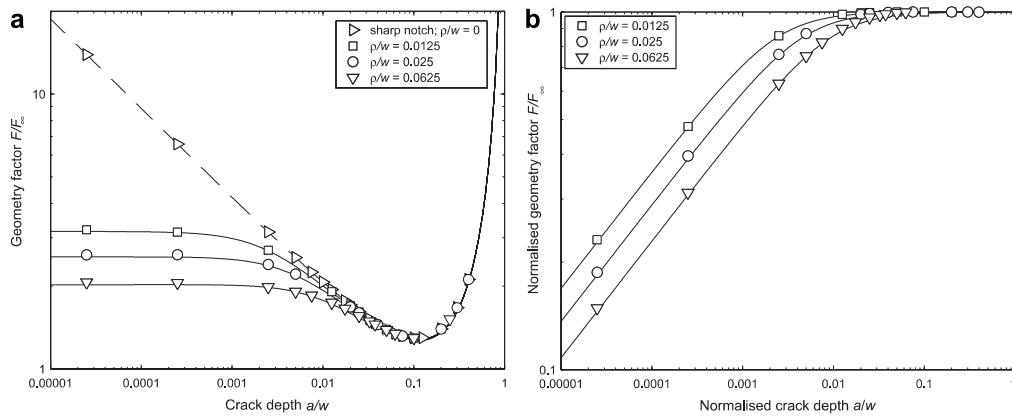 a
sharp notch; ρ/w = 0
ρ/w = 0.0125
ρ/w = 0.025
ρ/w = 0.0625
Geometry factor F/F∞
10
1
0.00001
0.0001
0.001
0.01
0.1
1
Crack depth a/w
b
ρ/w = 0.0125
ρ/w = 0.025
ρ/w = 0.0625
Normalised geometry factor F/F∞
1
0.1
0.00001
0.0001
0.001
0.01
0.1
1
Normalised crack depth a/w